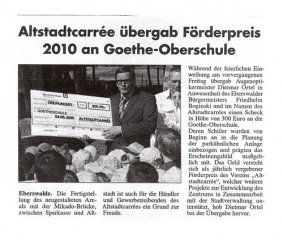 Altstadtcarrée übergab Förderpreis
2010 an Goethe-Oberschule
Während der feierlichen Ein-
weihung am vorvergangenen
Freitag übergab Augenopti-
kermeister Dietmar Ortel in
Anwesenheit des Eberswalder
Bürgermeisters Friedhelm
Boginski und im Namen des
Altstadtcarrées einen Scheck
in Höhe von 300 Euro an die
Goethe-Oberschule.
Deren Schüler wurden von
Beginn an in die Planung
der parkähnlichen Anlage
einbezogen und prägten das
Erscheinungsbild maßgeb-
lich mit. Das Geld versteht
sich als jährlich vergebener
Förderpreis des Vereins „Alt-
stadtcarrée“, welcher weitere
Projekte zur Entwicklung des
Zentrums in Zusammenarbeit
mit der Stadtverwaltung un-
terstützt, hob Dietmar Ortel
bei der Übergabe hervor.
ALTSTADTCARREE
Eberswalde. Die Fertigstel-
lung des neugestalteten Are-
als mit der Mikado-Brücke,
zwischen Sparkasse und Alt-
stadt ist auch für die Händler
und Gewerbetreibenden des
Altstadtcarrées ein Grund zur
Freude.